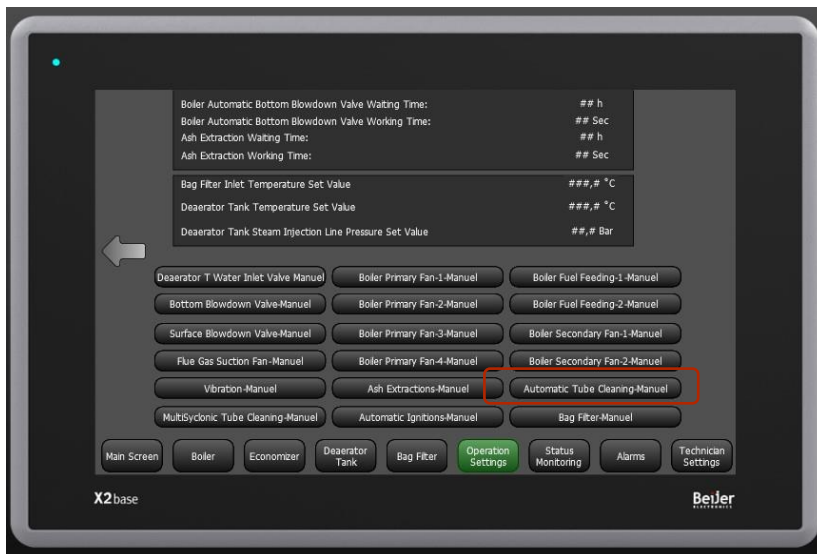 Boiler Automatic Bottom Blowdown Valve Waiting Time: ## h
Boiler Automatic Bottom Blowdown Valve Working Time: ## Sec
Ash Extraction Waiting Time: ## h
Ash Extraction Working Time: ## Sec
Bag Filter Inlet Temperature Set Value ###,# °C
Deaerator Tank Temperature Set Value ###,# °C
Deaerator Tank Steam Injection Line Pressure Set Value ##,# Bar
Deaerator T Water Inlet Valve Manuel Boiler Primary Fan-1-Manuel Boiler Fuel Feeding-1-Manuel
Bottom Blowdown Valve-Manuel Boiler Primary Fan-2-Manuel Boiler Fuel Feeding-2-Manuel
Surface Blowdown Valve-Manuel Boiler Primary Fan-3-Manuel Boiler Secondary Fan-1-Manuel
Flue Gas Suction Fan-Manuel Boiler Primary Fan-4-Manuel Boiler Secondary Fan-2-Manuel
Vibration-Manuel Ash Extractions-Manuel Automatic Tube Cleaning-Manuel
MultiSyclonic Tube Cleaning-Manuel Automatic Ignitions-Manuel Bag Filter-Manuel
Main Screen Boiler Economizer Deaerator Tank Bag Filter Operation Settings Status Monitoring Alarms Technician Settings
X2base
Beijer
ELECTRONICS